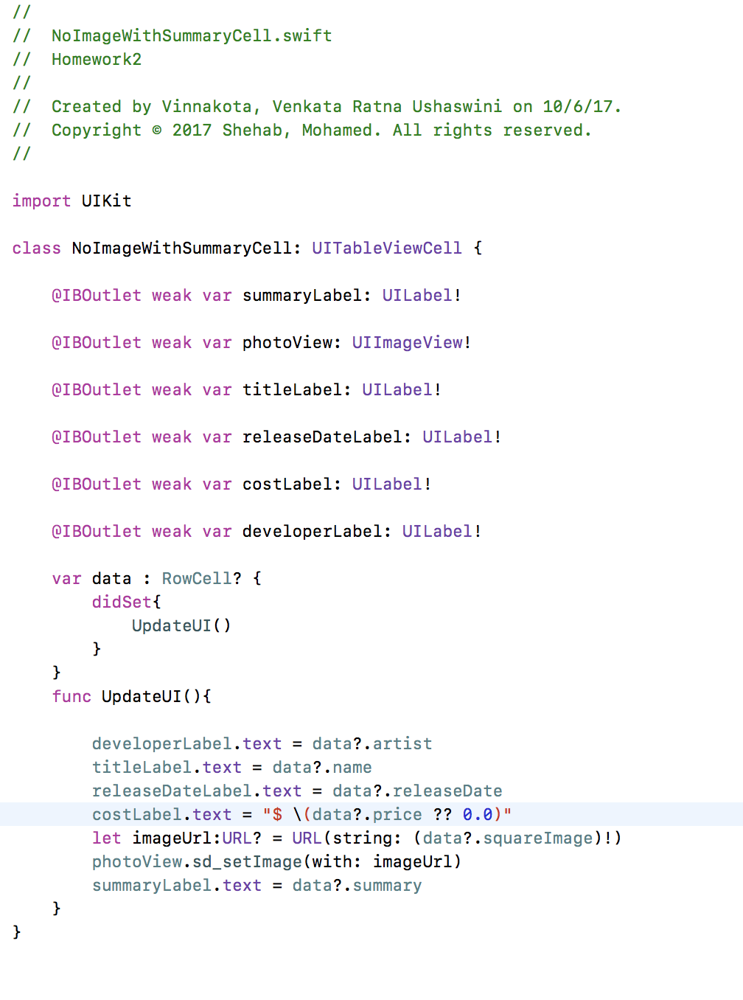 //
//  NoImageWithSummaryCell.swift
//  Homework2
//
//  Created by Vinnakota, Venkata Ratna Ushaswini on 10/6/17.
//  Copyright © 2017 Shehab, Mohamed. All rights reserved.
//

import UIKit

class NoImageWithSummaryCell: UITableViewCell {

    @IBOutlet weak var summaryLabel: UILabel!

    @IBOutlet weak var photoView: UIImageView!

    @IBOutlet weak var titleLabel: UILabel!

    @IBOutlet weak var releaseDateLabel: UILabel!

    @IBOutlet weak var costLabel: UILabel!

    @IBOutlet weak var developerLabel: UILabel!

    var data : RowCell? {
        didSet{
            UpdateUI()
        }
    }
    func UpdateUI(){

        developerLabel.text = data?.artist
        titleLabel.text = data?.name
        releaseDateLabel.text = data?.releaseDate
        costLabel.text = "$ \(data?.price ?? 0.0)"
        let imageUrl:URL? = URL(string: (data?.squareImage)!)
        photoView.sd_setImage(with: imageUrl)
        summaryLabel.text = data?.summary
    }
}